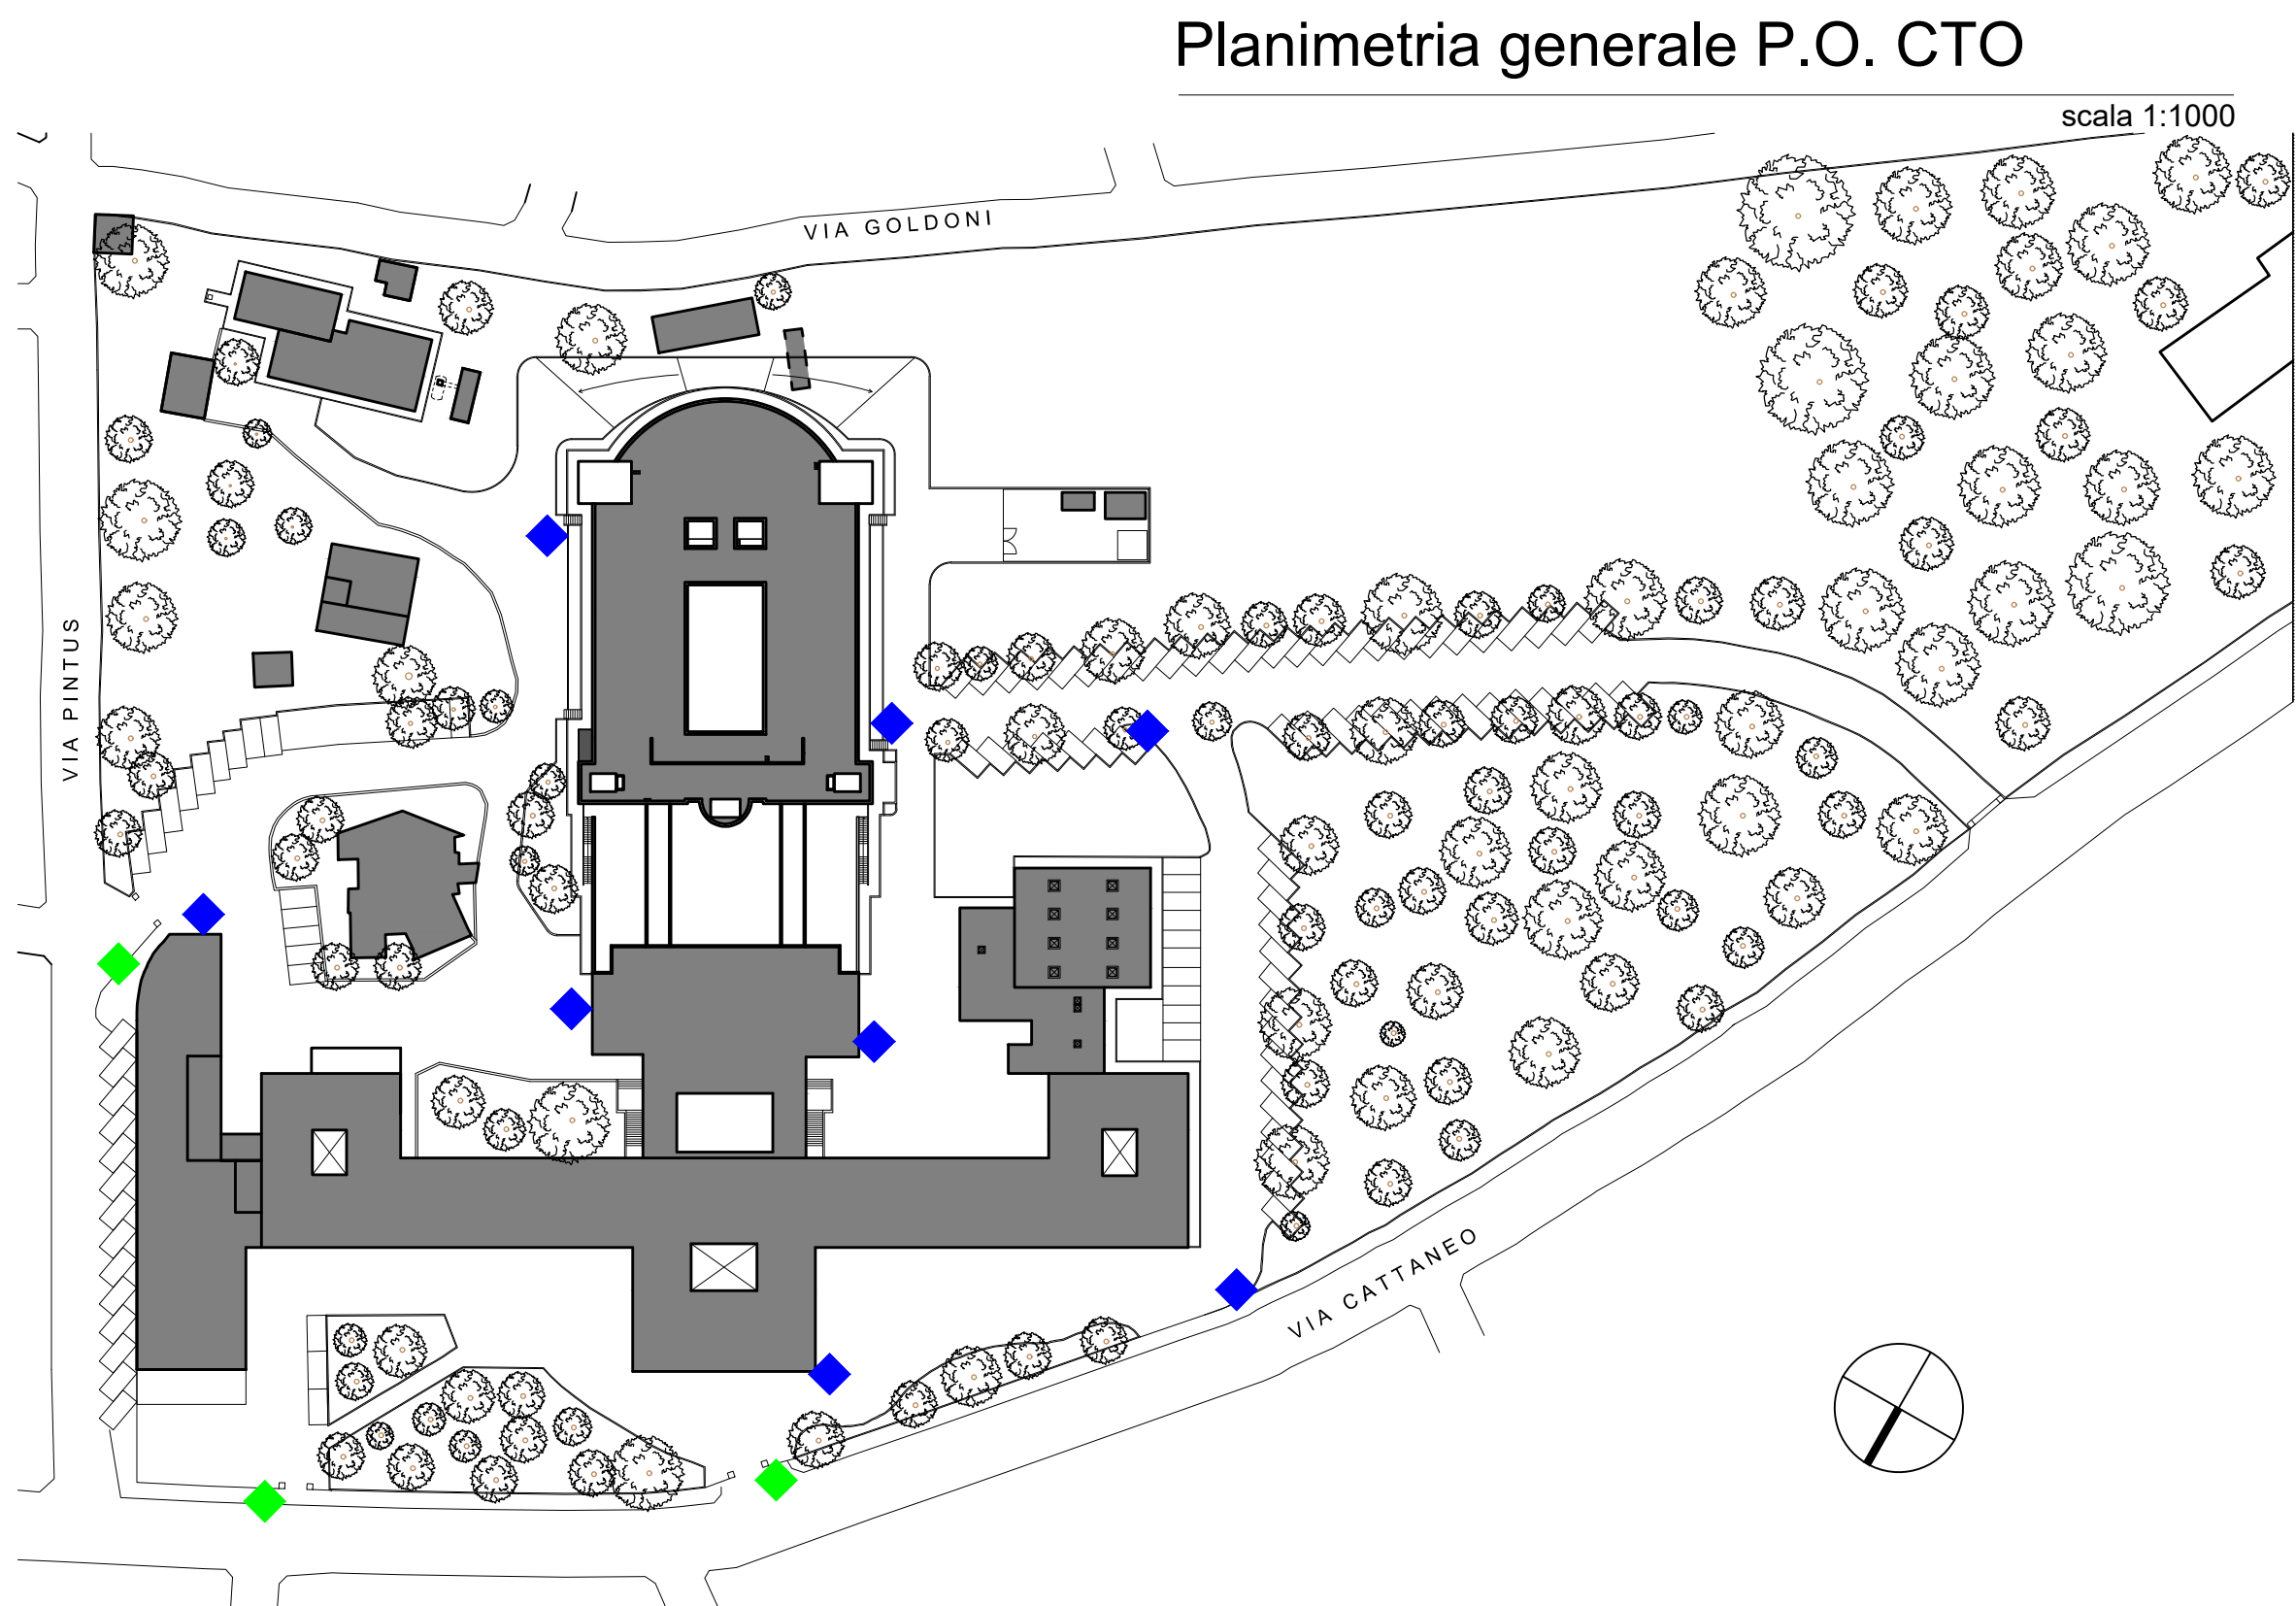 Planimetria generale P.O. CTO
scala 1:1000
VIA GOLDONI
VIA PINTUS
VIA CATTANEO